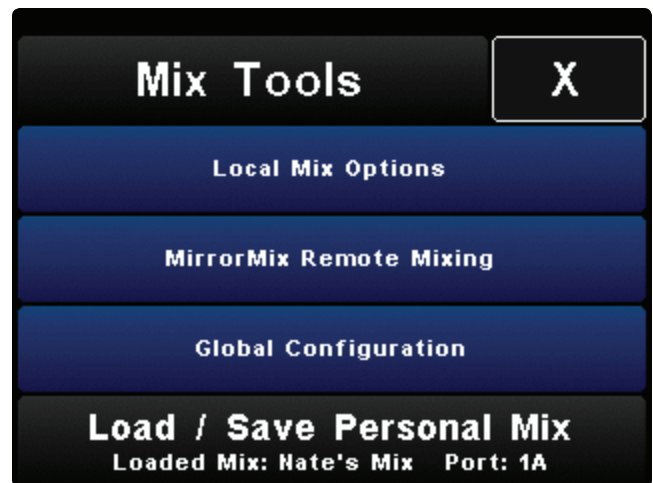 Mix Tools
X
Local Mix Options
MirrorMix Remote Mixing
Global Configuration
Load / Save Personal Mix
Loaded Mix: Nate's Mix Port: 1A